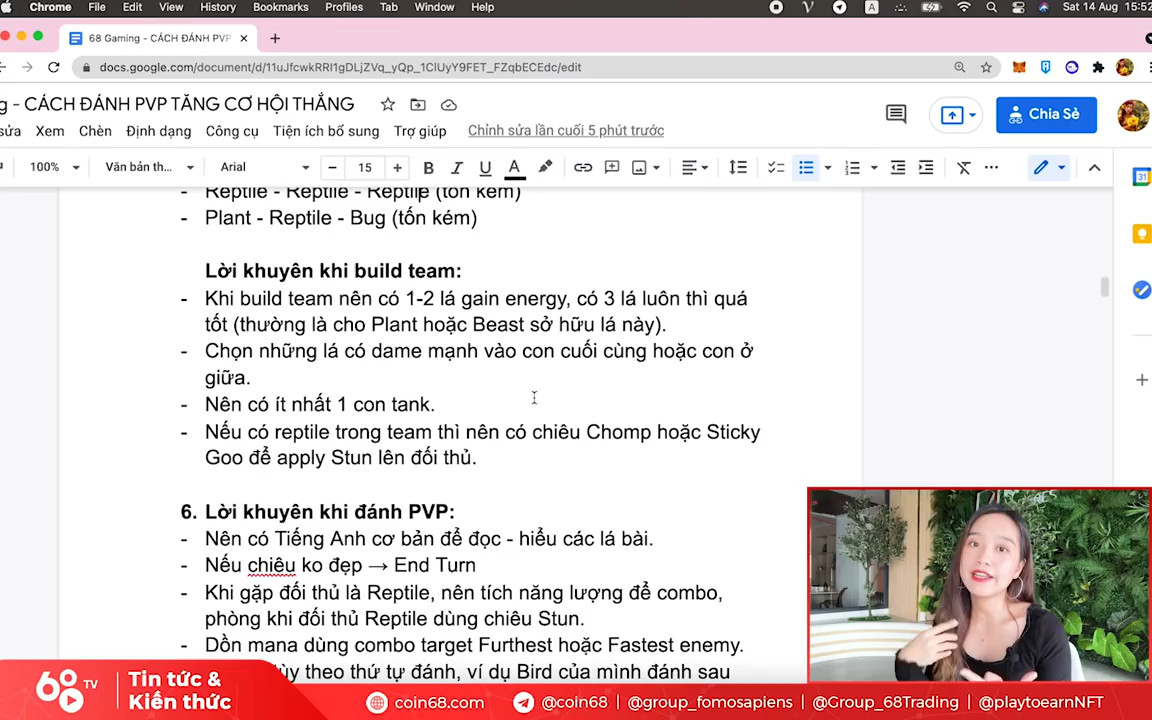 Chrome File Edit View History Bookmarks Profiles Tab Window Help Sat 14 Aug 15:52
68 Gaming - CÁCH ĐÁNH PVP
docs.google.com/document/d/11uJfcwkRRI1gDLjZVq_yQp_1ClUyY9FET_FZqbECEdc/edit
g - CÁCH ĐÁNH PVP TĂNG CƠ HỘI THẮNG
sửa Xem Chèn Định dạng Công cụ Tiện ích bổ sung Trợ giúp Chỉnh sửa lần cuối 5 phút trước
Chia Sẻ
100% Văn bản th... Arial 15
- Reptile - Reptile - Reptile (tốn kém)
- Plant - Reptile - Bug (tốn kém)
Lời khuyên khi build team:
- Khi build team nên có 1-2 lá gain energy, có 3 lá luôn thì quá
tốt (thường là cho Plant hoặc Beast sở hữu lá này).
- Chọn những lá có dame mạnh vào con cuối cùng hoặc con ở
giữa.
- Nên có ít nhất 1 con tank.
- Nếu có reptile trong team thì nên có chiêu Chomp hoặc Sticky
Goo để apply Stun lên đối thủ.
6. Lời khuyên khi đánh PVP:
- Nên có Tiếng Anh cơ bản để đọc - hiểu các lá bài.
- Nếu chiêu ko đẹp → End Turn
- Khi gặp đối thủ là Reptile, nên tích năng lượng để combo,
phòng khi đối thủ Reptile dùng chiêu Stun.
- Dồn mana dùng combo target Furthest hoặc Fastest enemy.
tùy theo thứ tự đánh, ví dụ Bird của mình đánh sau
68 TV
Tin tức &
Kiến thức
coin68.com @coin68 | @group_fomosapiens | @Group_68Trading | @playtoearnNFT